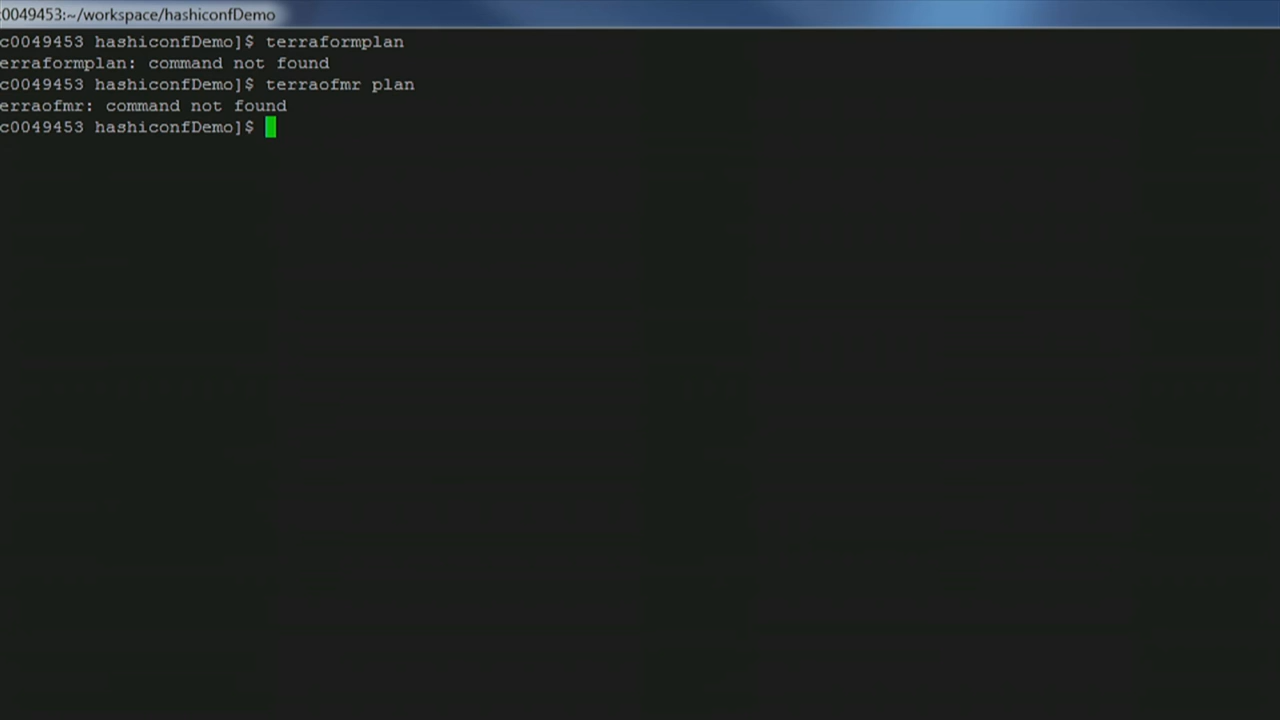 c0049453:~/workspace/hashiconfDemo
c0049453 hashiconfDemo]$ terraformplan
erraformplan: command not found
c0049453 hashiconfDemo]$ terraofmr plan
erraofmr: command not found
c0049453 hashiconfDemo]$